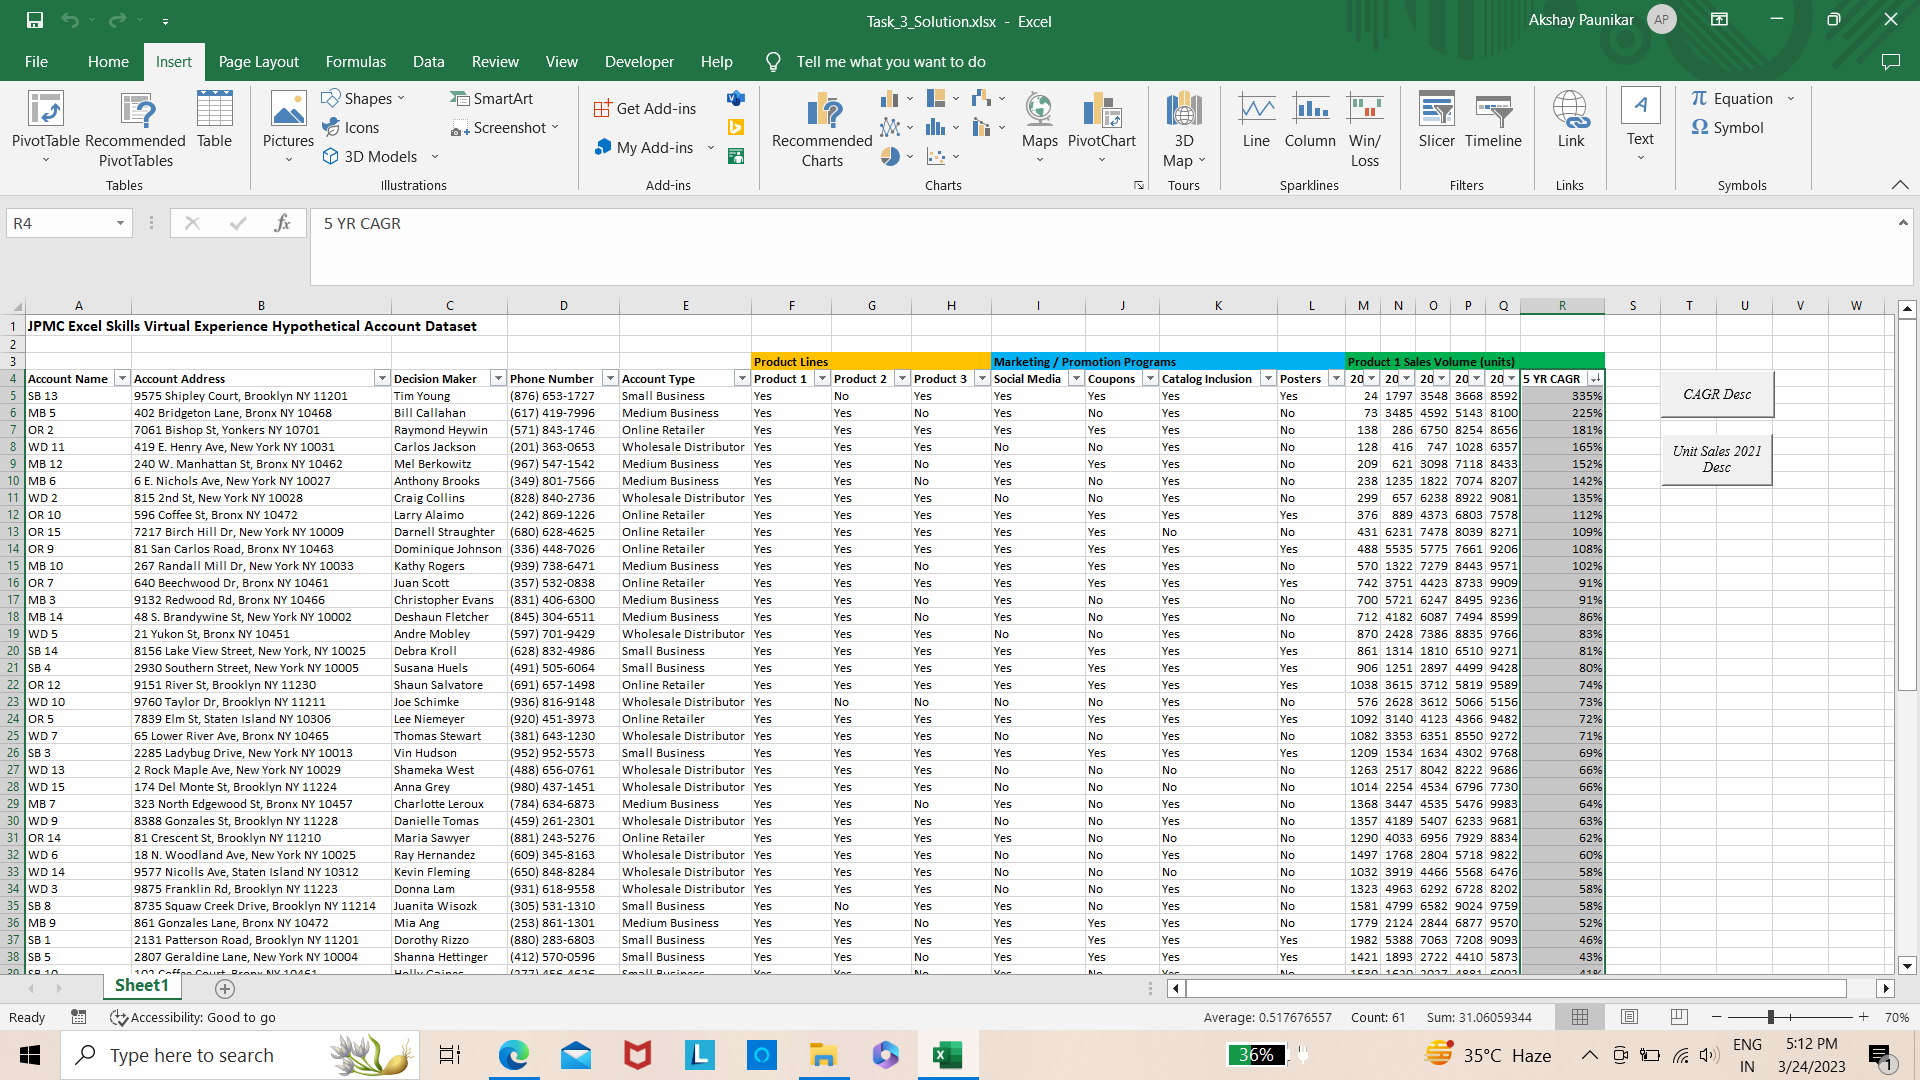 Task_3_Solution.xlsx - Excel
Akshay Paunikar AP
File Home Insert Page Layout Formulas Data Review View Developer Help Tell me what you want to do
PivotTable Recommended PivotTables Table
Pictures Shapes Icons 3D Models SmartArt Screenshot
Get Add-ins My Add-ins
Recommended Charts Maps PivotChart
3D Map Line Column Win/Loss Slicer Timeline Link Text Equation Symbol
Tables Illustrations Add-ins Charts Tours Sparklines Filters Links Symbols
R4 fx 5 YR CAGR
A B C D E F G H I J K L M N O P Q R S T U V W
1 JPMC Excel Skills Virtual Experience Hypothetical Account Dataset
2
3 Product Lines Marketing / Promotion Programs Product 1 Sales Volume (units)
4 Account Name Account Address Decision Maker Phone Number Account Type Product 1 Product 2 Product 3 Social Media Coupons Catalog Inclusion Posters 20 20 20 20 20 5 YR CAGR
5 SB 13 9575 Shipley Court, Brooklyn NY 11201 Tim Young (876) 653-1727 Small Business Yes No Yes Yes Yes Yes Yes 24 1797 3548 3668 8592 335%
6 MB 5 402 Bridgeton Lane, Bronx NY 10468 Bill Callahan (617) 419-7996 Medium Business Yes Yes No Yes No Yes No 73 3485 4592 5143 8100 225%
7 OR 2 7061 Bishop St, Yonkers NY 10701 Raymond Heywin (571) 843-1746 Online Retailer Yes Yes Yes Yes Yes Yes No 138 286 6750 8254 8656 181%
8 WD 11 419 E. Henry Ave, New York NY 10031 Carlos Jackson (201) 363-0653 Wholesale Distributor Yes Yes Yes No No Yes No 128 416 747 1028 6357 165%
9 MB 12 240 W. Manhattan St, Bronx NY 10462 Mel Berkowitz (967) 547-1542 Medium Business Yes Yes No Yes Yes Yes No 209 621 3098 7118 8433 152%
10 MB 6 6 E. Nichols Ave, New York NY 10027 Anthony Brooks (349) 801-7566 Medium Business Yes Yes No Yes No Yes No 238 1235 1822 7074 8207 142%
11 WD 2 815 2nd St, New York NY 10028 Craig Collins (828) 840-2736 Wholesale Distributor Yes Yes Yes No No Yes No 299 657 6238 8922 9081 135%
12 OR 10 596 Coffee St, Bronx NY 10472 Larry Alaimo (242) 869-1226 Online Retailer Yes Yes Yes Yes Yes Yes Yes 376 889 4373 6803 7578 112%
13 OR 15 7217 Birch Hill Dr, New York NY 10009 Darnell Straughter (680) 628-4625 Online Retailer Yes Yes Yes Yes Yes No No 431 6231 7478 8039 8271 109%
14 OR 9 81 San Carlos Road, Bronx NY 10463 Dominique Johnson (336) 448-7026 Online Retailer Yes Yes Yes Yes Yes Yes Yes 488 5535 5775 7661 9206 108%
15 MB 10 267 Randall Mill Dr, New York NY 10033 Kathy Rogers (939) 738-6471 Medium Business Yes Yes No Yes Yes Yes No 570 1322 7279 8443 9571 102%
16 OR 7 640 Beechwood Dr, Bronx NY 10461 Juan Scott (357) 532-0838 Online Retailer Yes Yes Yes Yes Yes Yes Yes 742 3751 4423 8733 9909 91%
17 MB 3 9132 Redwood Rd, Bronx NY 10466 Christopher Evans (831) 406-6300 Medium Business Yes Yes No Yes No Yes No 700 5721 6247 8495 9236 91%
18 MB 14 48 S. Brandywine St, New York NY 10002 Deshaun Fletcher (845) 304-6511 Medium Business Yes Yes No Yes No Yes No 712 4182 6087 7494 8599 86%
19 WD 5 21 Yukon St, Bronx NY 10451 Andre Mobley (597) 701-9429 Wholesale Distributor Yes Yes Yes No No Yes No 870 2428 7386 8835 9766 83%
20 SB 14 8156 Lake View Street, New York, NY 10025 Debra Kroll (628) 832-4986 Small Business Yes Yes Yes Yes Yes Yes Yes 861 1314 1810 6510 9271 81%
21 SB 4 2930 Southern Street, New York NY 10005 Susana Huels (491) 505-6064 Small Business Yes Yes Yes Yes Yes Yes Yes 906 1251 2897 4499 9428 80%
22 OR 12 9151 River St, Brooklyn NY 11230 Shaun Salvatore (691) 657-1498 Online Retailer Yes Yes Yes Yes Yes Yes Yes 1038 3615 3712 5819 9589 74%
23 WD 10 9760 Taylor Dr, Brooklyn NY 11211 Joe Schimke (936) 816-9148 Wholesale Distributor Yes No No No No Yes No 576 2628 3612 5066 5156 73%
24 OR 5 7839 Elm St, Staten Island NY 10306 Lee Niemeyer (920) 451-3973 Online Retailer Yes Yes Yes Yes Yes Yes Yes 1092 3140 4123 4366 9482 72%
25 WD 7 65 Lower River Ave, Bronx NY 10465 Thomas Stewart (381) 643-1230 Wholesale Distributor Yes Yes Yes No No Yes No 1082 3353 6351 8550 9272 71%
26 SB 3 2285 Ladybug Drive, New York NY 10013 Vin Hudson (952) 952-5573 Small Business Yes Yes Yes Yes Yes Yes Yes 1209 1534 1634 4302 9768 69%
27 WD 13 2 Rock Maple Ave, New York NY 10029 Shameka West (488) 656-0761 Wholesale Distributor Yes Yes Yes No No No No 1263 2517 8042 8222 9686 66%
28 WD 15 174 Del Monte St, Brooklyn NY 11224 Anna Grey (980) 437-1451 Wholesale Distributor Yes Yes Yes No No No No 1014 2254 4534 6796 7730 66%
29 MB 7 323 North Edgewood St, Bronx NY 10457 Charlotte Leroux (784) 634-6873 Medium Business Yes Yes No Yes Yes Yes No 1368 3447 4535 5476 9983 64%
30 WD 9 8388 Gonzales St, Brooklyn NY 11228 Danielle Tomas (459) 261-2301 Wholesale Distributor Yes Yes Yes No No Yes No 1357 4189 5407 6233 9681 63%
31 OR 14 81 Crescent St, Brooklyn NY 11210 Maria Sawyer (881) 243-5276 Online Retailer Yes Yes Yes Yes No No No 1290 4033 6956 7929 8834 62%
32 WD 6 18 N. Woodland Ave, New York NY 10025 Ray Hernandez (609) 345-8163 Wholesale Distributor Yes Yes Yes No No Yes No 1497 1768 2804 5718 9822 60%
33 WD 14 9577 Nicolls Ave, Staten Island NY 10312 Kevin Fleming (650) 848-8284 Wholesale Distributor Yes Yes Yes No No No No 1032 3919 4466 5568 6476 58%
34 WD 3 9875 Franklin Rd, Brooklyn NY 11223 Donna Lam (931) 618-9558 Wholesale Distributor Yes Yes Yes No No Yes No 1323 4963 6292 6728 8202 58%
35 SB 8 8735 Squaw Creek Drive, Brooklyn NY 11214 Juanita Wisozk (305) 531-1310 Small Business Yes No Yes Yes No Yes No 1581 4799 6582 9024 9759 58%
36 MB 9 861 Gonzales Lane, Bronx NY 10472 Mia Ang (253) 861-1301 Medium Business Yes Yes No Yes Yes Yes No 1779 2124 2844 6877 9570 52%
37 SB 1 2131 Patterson Road, Brooklyn NY 11201 Dorothy Rizzo (880) 283-6803 Small Business Yes Yes Yes Yes Yes Yes Yes 1982 5388 7063 7208 9093 46%
38 SB 5 2807 Geraldine Lane, New York NY 10004 Shanna Hettinger (412) 570-0596 Small Business Yes Yes No Yes Yes Yes Yes 1421 1893 2722 4410 5873 43%
CAGR Desc
Unit Sales 2021 Desc
Sheet1
Ready Accessibility: Good to go Average: 0.517676557 Count: 61 Sum: 31.06059344 70%
Type here to search 36% 35°C Haze ENG IN 5:12 PM 3/24/2023 1